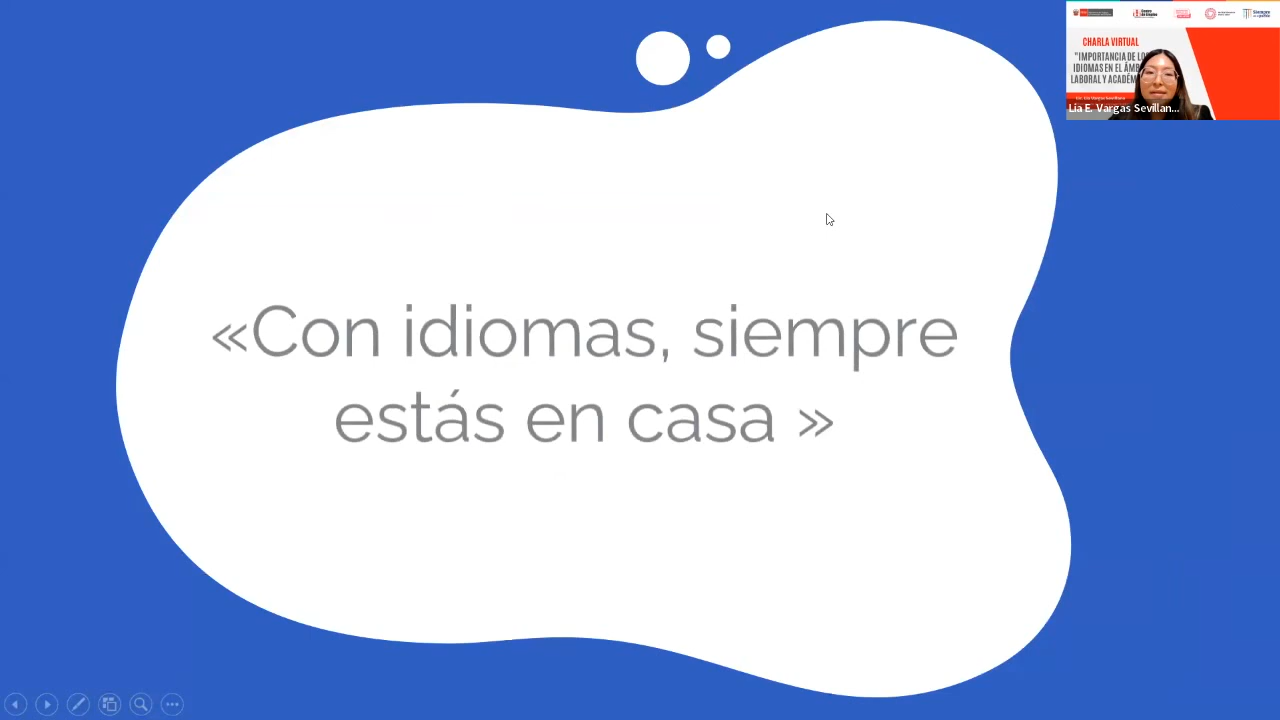 «Con idiomas, siempre
estás en casa »
CHARLA VIRTUAL
"IMPORTANCIA DE LO
IDIOMAS EN EL ÁMB
LABORAL Y ACADÉM
Lia E. Vargas Sevillan...